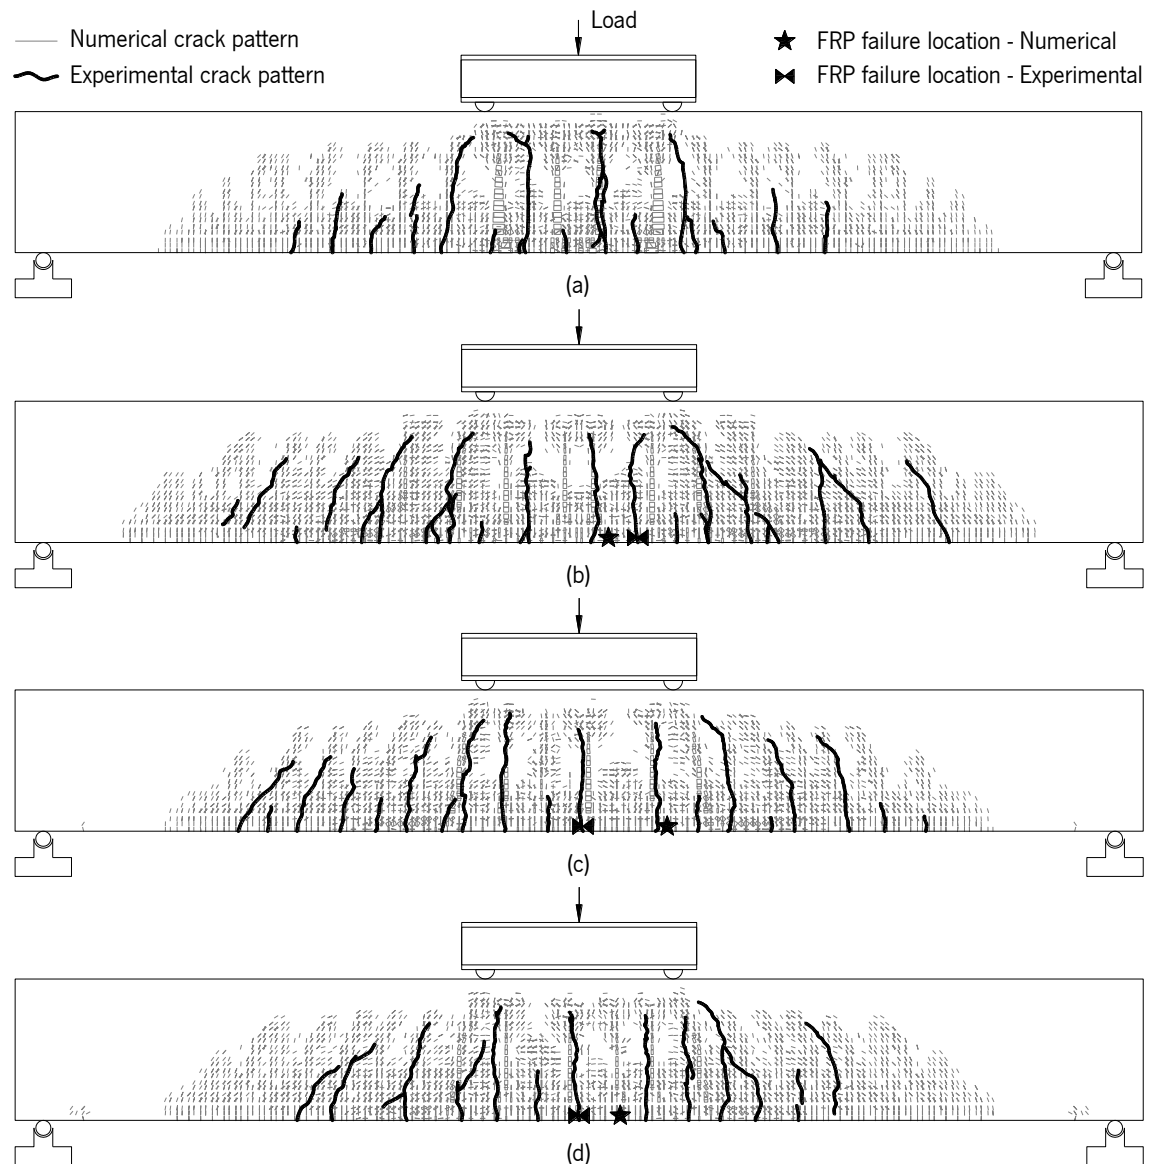 Load
Numerical crack pattern
Experimental crack pattern
FRP failure location - Numerical
FRP failure location - Experimental
(a)
(b)
(c)
(d)